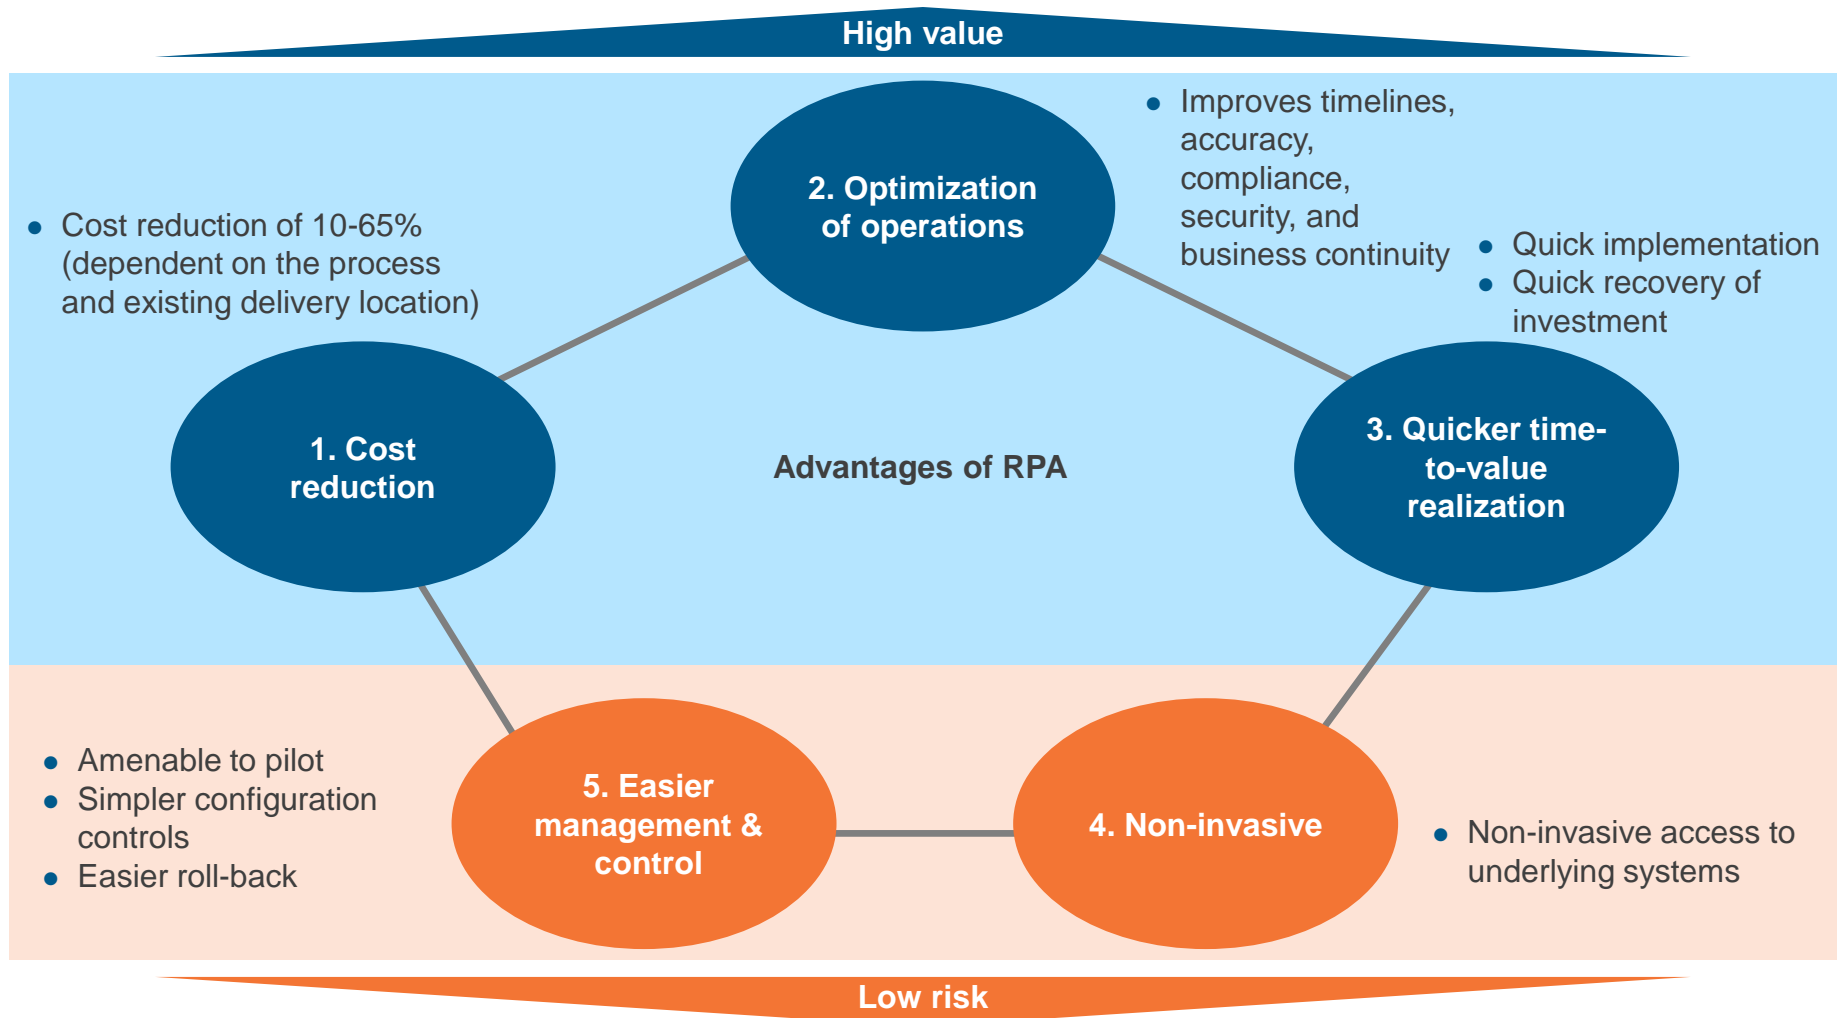 High value
● Improves timelines,
accuracy,
compliance,
security, and
business continuity
2. Optimization
of operations
● Cost reduction of 10-65%
(dependent on the process
and existing delivery location)
● Quick implementation
● Quick recovery of
investment
1. Cost
reduction
Advantages of RPA
3. Quicker time-
to-value
realization
● Amenable to pilot
● Simpler configuration
controls
● Easier roll-back
5. Easier
management &
control
4. Non-invasive
● Non-invasive access to
underlying systems
Low risk